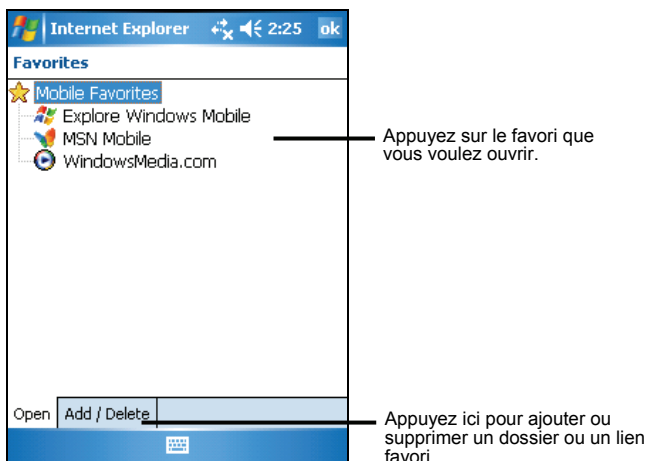 Internet Explorer 2:25 ok
Favorites
Mobile Favorites
Explore Windows Mobile
MSN Mobile
WindowsMedia.com
Appuyez sur le favori que
vous voulez ouvrir.
Open Add / Delete
Appuyez ici pour ajouter ou
supprimer un dossier ou un lien
favori